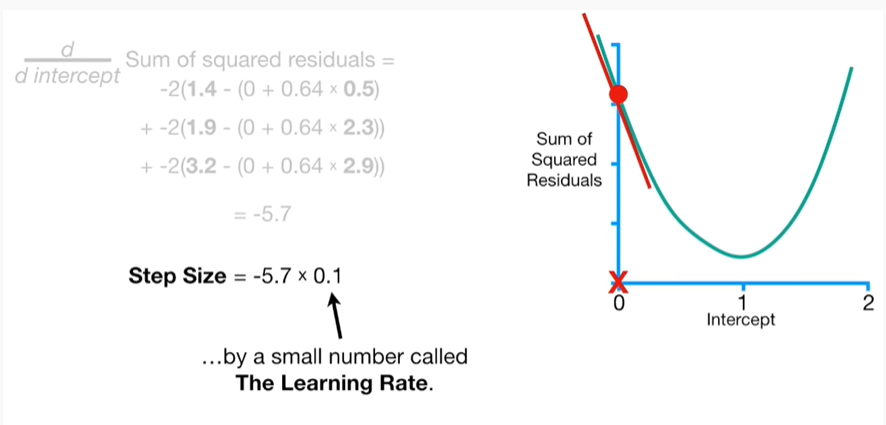 d
d intercept
Sum of squared residuals =
-2(1.4 - (0 + 0.64 × 0.5)
+ -2(1.9 - (0 + 0.64 × 2.3))
+ -2(3.2 - (0 + 0.64 × 2.9))
= -5.7
Step Size = -5.7 × 0.1
...by a small number called
The Learning Rate.
Sum of
Squared
Residuals
X
0
1
2
Intercept